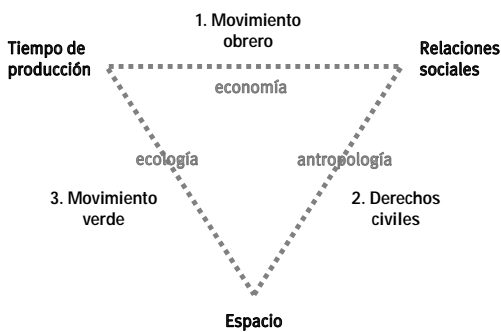 1. Movimiento
obrero
Tiempo de
producción
Relaciones
sociales
economía
ecología
antropología
3. Movimiento
verde
2. Derechos
civiles
Espacio